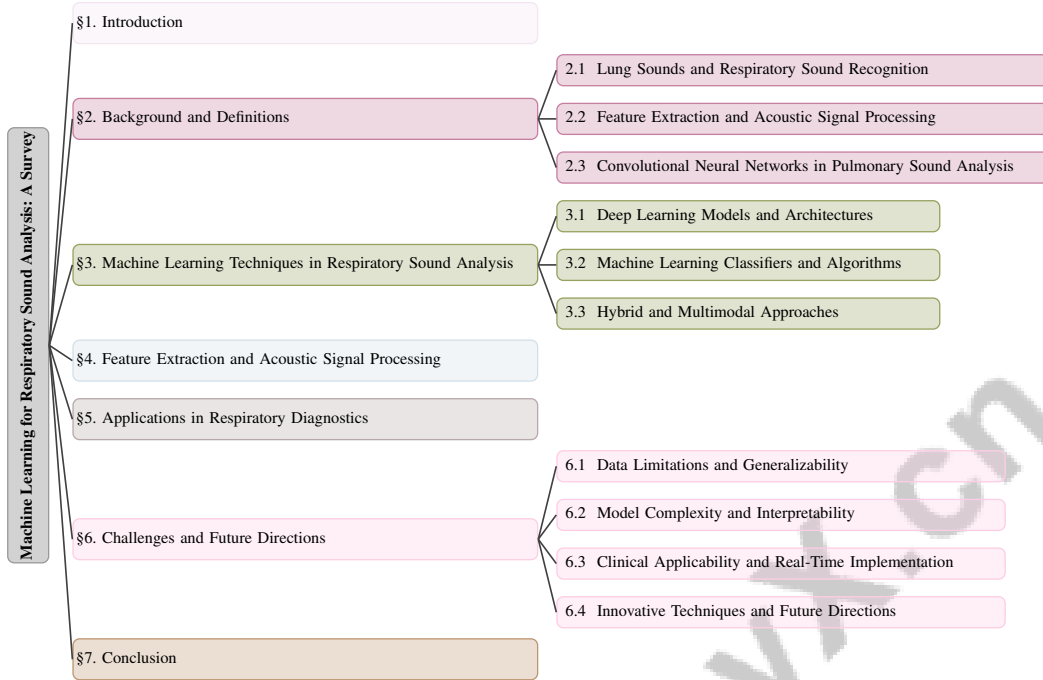 Machine Learning for Respiratory Sound Analysis: A Survey
§1. Introduction
§2. Background and Definitions
2.1 Lung Sounds and Respiratory Sound Recognition
2.2 Feature Extraction and Acoustic Signal Processing
2.3 Convolutional Neural Networks in Pulmonary Sound Analysis
§3. Machine Learning Techniques in Respiratory Sound Analysis
3.1 Deep Learning Models and Architectures
3.2 Machine Learning Classifiers and Algorithms
3.3 Hybrid and Multimodal Approaches
§4. Feature Extraction and Acoustic Signal Processing
§5. Applications in Respiratory Diagnostics
§6. Challenges and Future Directions
6.1 Data Limitations and Generalizability
6.2 Model Complexity and Interpretability
6.3 Clinical Applicability and Real-Time Implementation
6.4 Innovative Techniques and Future Directions
§7. Conclusion
vx.cn